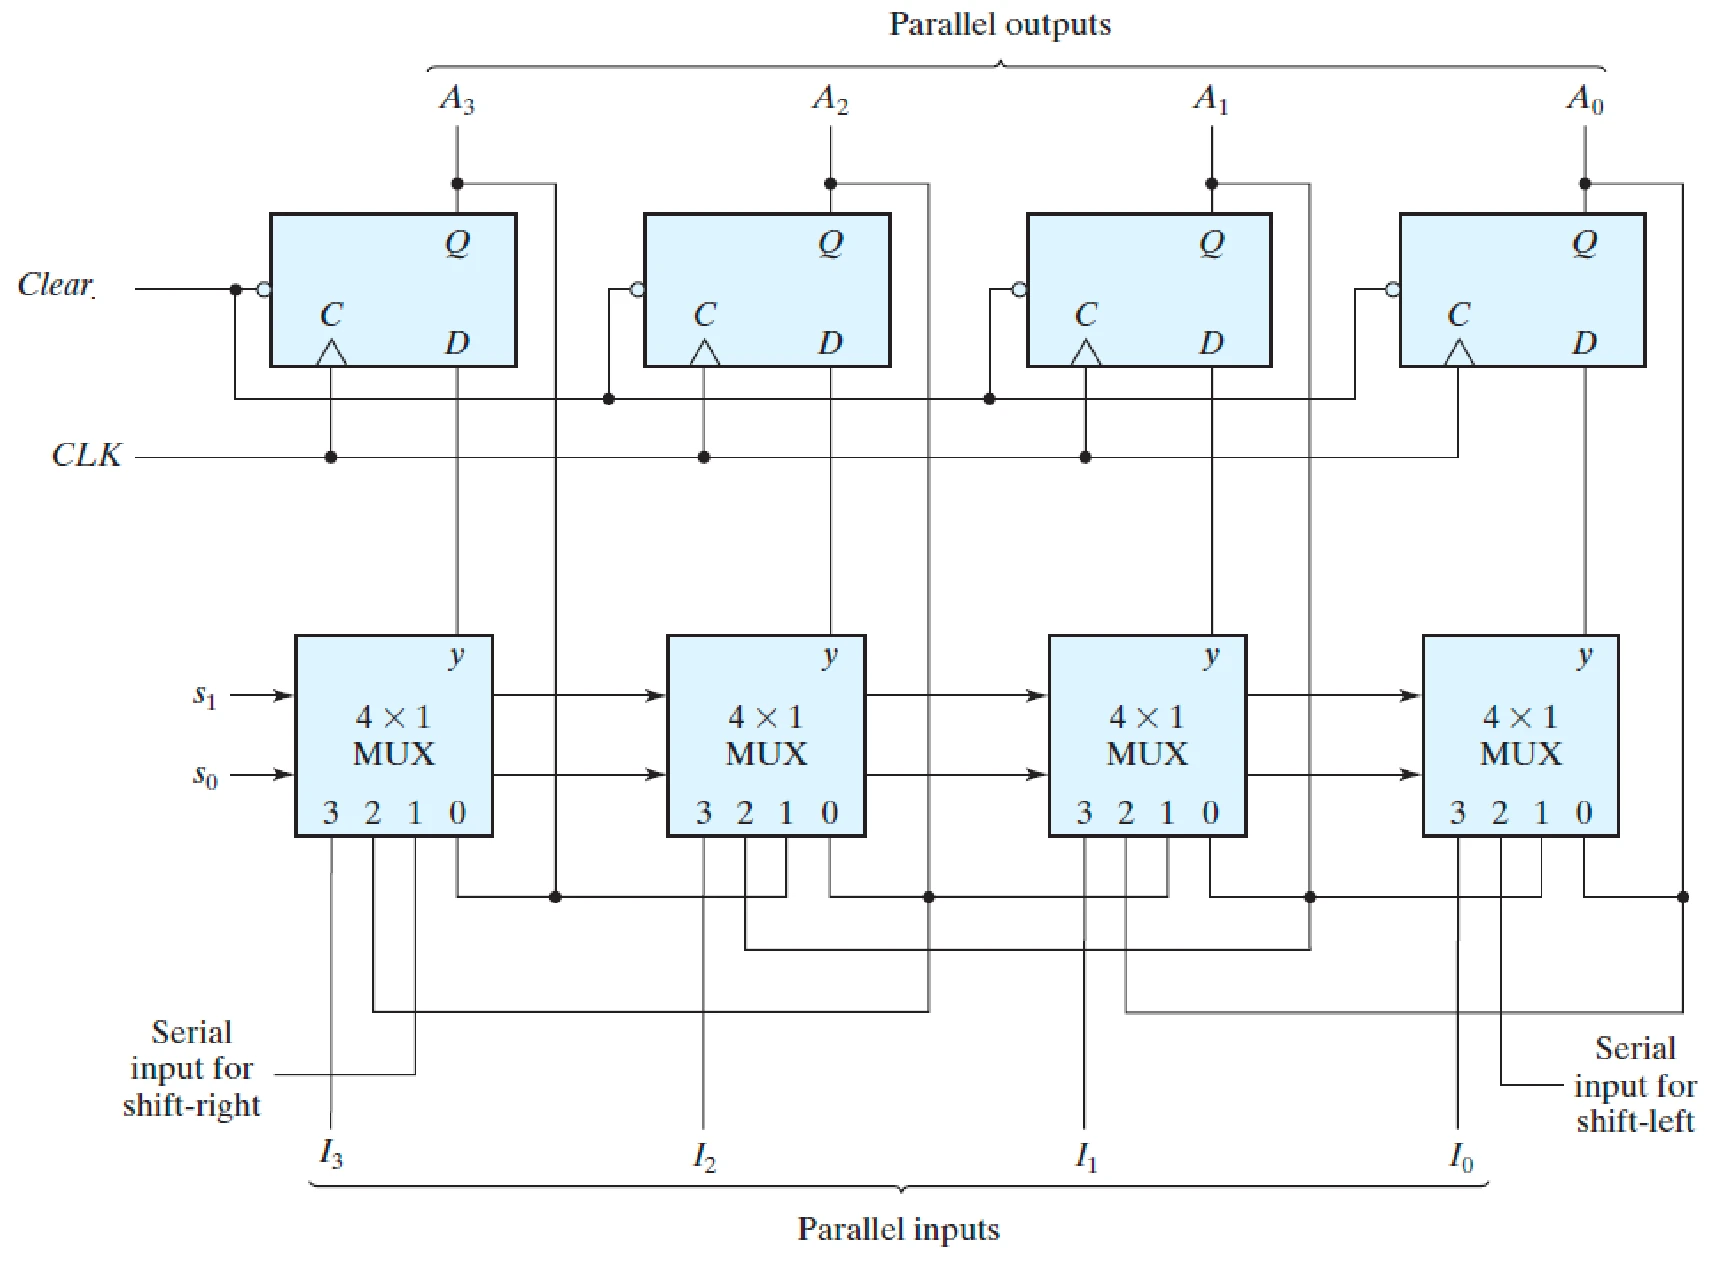 Parallel outputs
A₃ A₂ A₁ A₀
Q Q Q Q
Clear
C C C C
D D D D
CLK
y y y y
s₁
4 × 1 4 × 1 4 × 1 4 × 1
MUX MUX MUX MUX
s₀
3 2 1 0 3 2 1 0 3 2 1 0 3 2 1 0
Serial
input for
shift-right
Serial
input for
shift-left
I₃ I₂ I₁ I₀
Parallel inputs